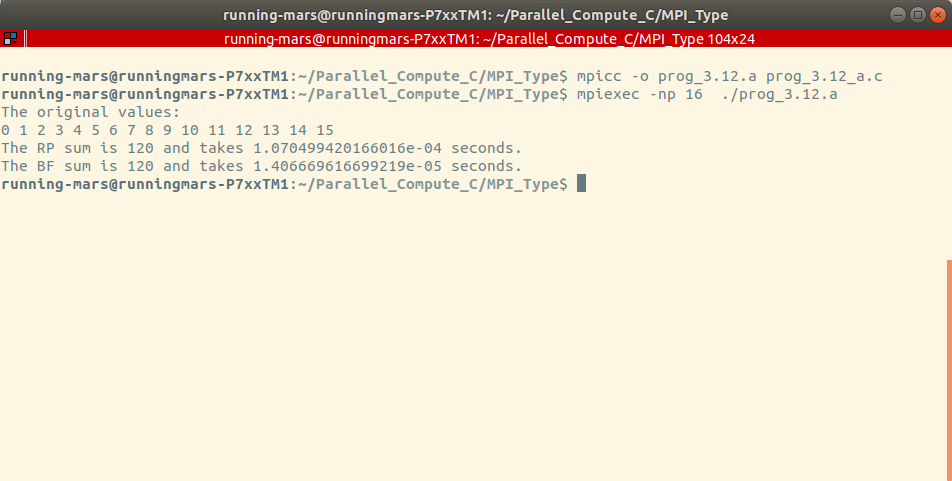 running-mars@runningmars-P7xxTM1: ~/Parallel_Compute_C/MPI_Type
running-mars@runningmars-P7xxTM1: ~/Parallel_Compute_C/MPI_Type 104x24
running-mars@runningmars-P7xxTM1:~/Parallel_Compute_C/MPI_Type$ mpicc -o prog_3.12.a prog_3.12_a.c
running-mars@runningmars-P7xxTM1:~/Parallel_Compute_C/MPI_Type$ mpiexec -np 16  ./prog_3.12.a
The original values:
0 1 2 3 4 5 6 7 8 9 10 11 12 13 14 15
The RP sum is 120 and takes 1.070499420166016e-04 seconds.
The BF sum is 120 and takes 1.406669616699219e-05 seconds.
running-mars@runningmars-P7xxTM1:~/Parallel_Compute_C/MPI_Type$